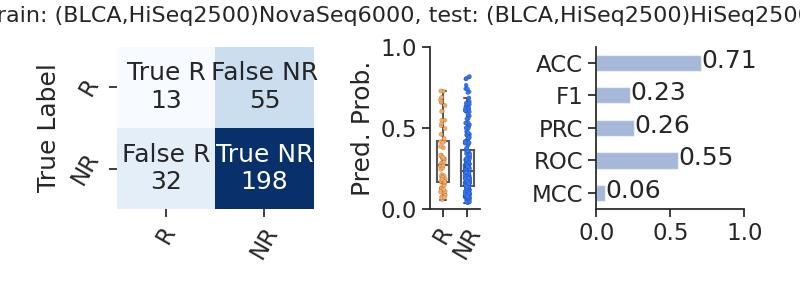 rain: (BLCA,HiSeq2500)NovaSeq6000, test: (BLCA,HiSeq2500)HiSeq250
True Label
R
NR
True R
13
False NR
55
False R
32
True NR
198
R
NR
Pred. Prob.
1.0
0.5
0.0
R
NR
ACC
F1
PRC
ROC
MCC
0.71
0.23
0.26
0.55
0.06
0.0
0.5
1.0